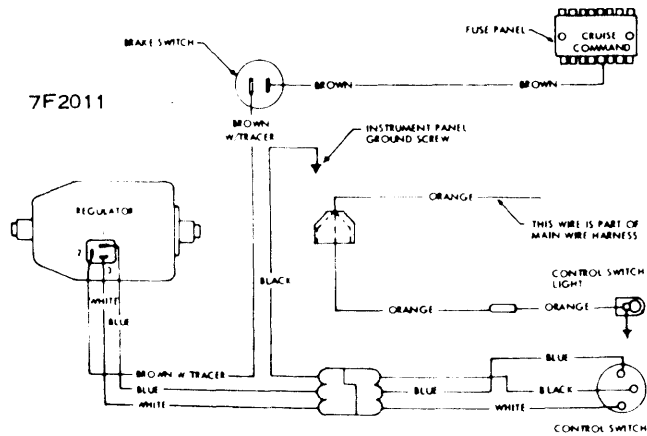 BRAKE SWITCH
FUSE PANEL
CRUISE
COMMAND
BROWN
BROWN
7F2011
BROWN
W/TRACER
INSTRUMENT PANEL
GROUND SCREW
ORANGE
REGULATOR
THIS WIRE IS PART OF
MAIN WIRE HARNESS
2
3
BLACK
CONTROL SWITCH
LIGHT
WHITE
ORANGE
ORANGE
BLUE
BLUE
BROWN W/TRACER
BLUE
BLUE
BLACK
WHITE
WHITE
CONTROL SWITCH